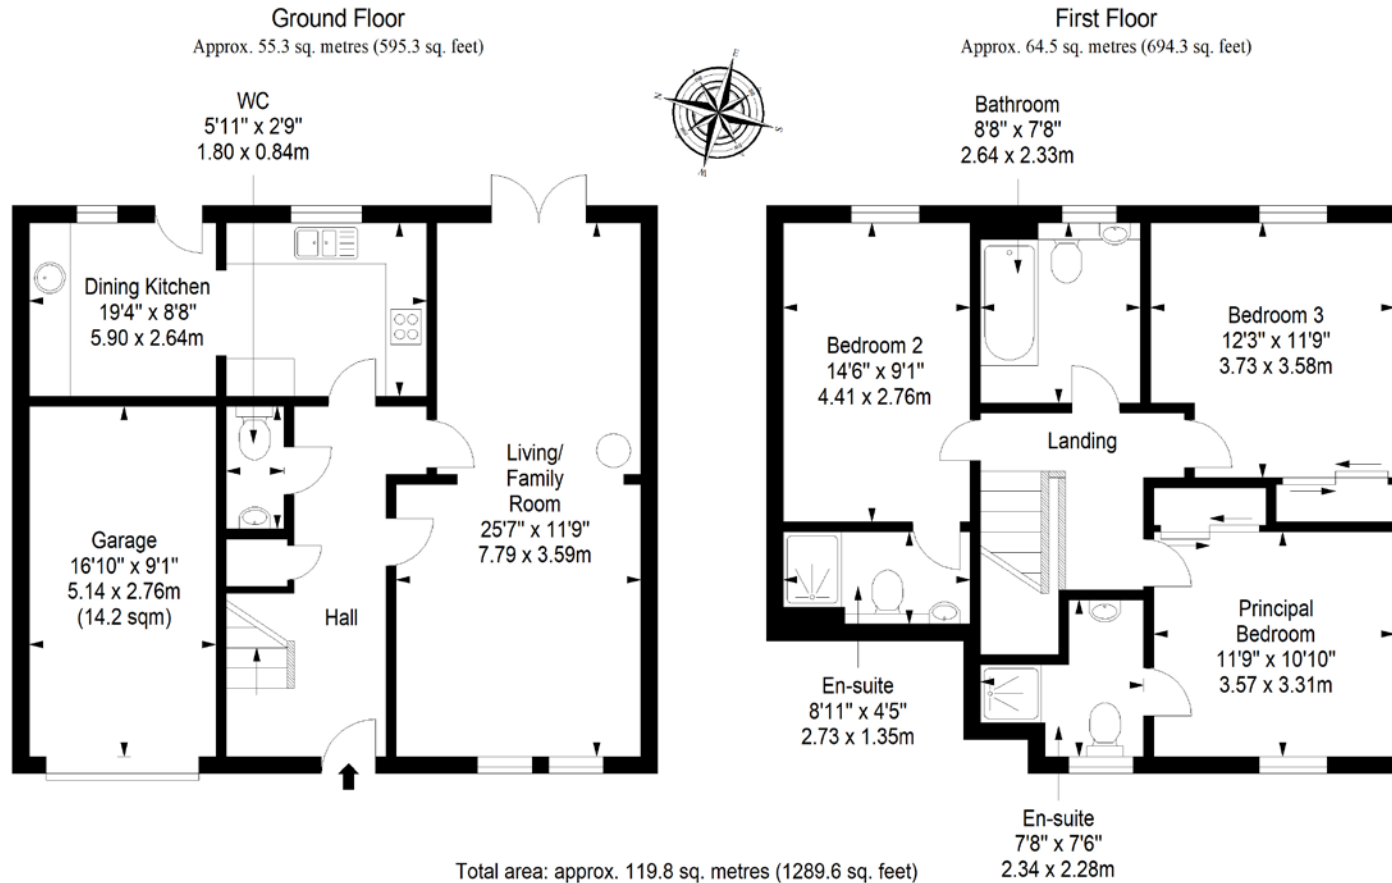 Ground Floor
Approx. 55.3 sq. metres (595.3 sq. feet)
WC
5'11" x 2'9"
1.80 x 0.84m
Dining Kitchen
19'4" x 8'8"
5.90 x 2.64m
Living/
Family
Room
25'7" x 11'9"
7.79 x 3.59m
Garage
16'10" x 9'1"
5.14 x 2.76m
(14.2 sqm)
Hall
E
N
S
W
First Floor
Approx. 64.5 sq. metres (694.3 sq. feet)
Bathroom
8'8" x 7'8"
2.64 x 2.33m
Bedroom 2
14'6" x 9'1"
4.41 x 2.76m
Bedroom 3
12'3" x 11'9"
3.73 x 3.58m
Landing
Principal
Bedroom
11'9" x 10'10"
3.57 x 3.31m
En-suite
8'11" x 4'5"
2.73 x 1.35m
En-suite
7'8" x 7'6"
2.34 x 2.28m
Total area: approx. 119.8 sq. metres (1289.6 sq. feet)